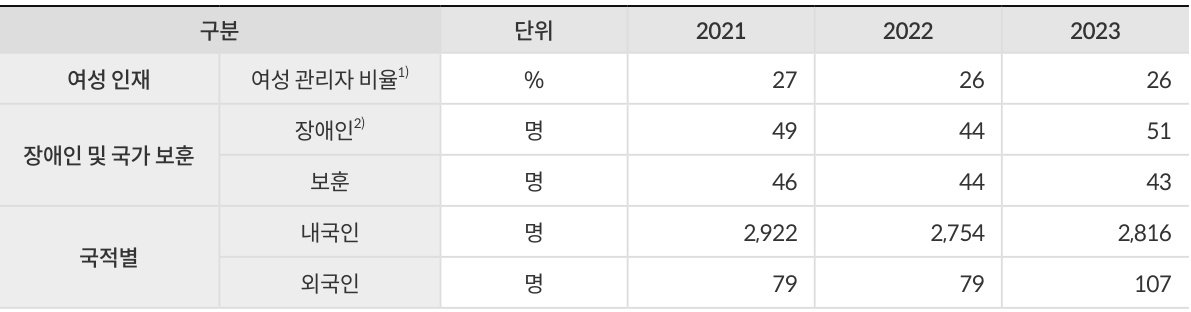 구분 단위 2021 2022 2023
여성 인재 여성 관리자 비율1) % 27 26 26
장애인 및 국가 보훈 장애인2) 명 49 44 51
보훈 명 46 44 43
국적별 내국인 명 2,922 2,754 2,816
외국인 명 79 79 107